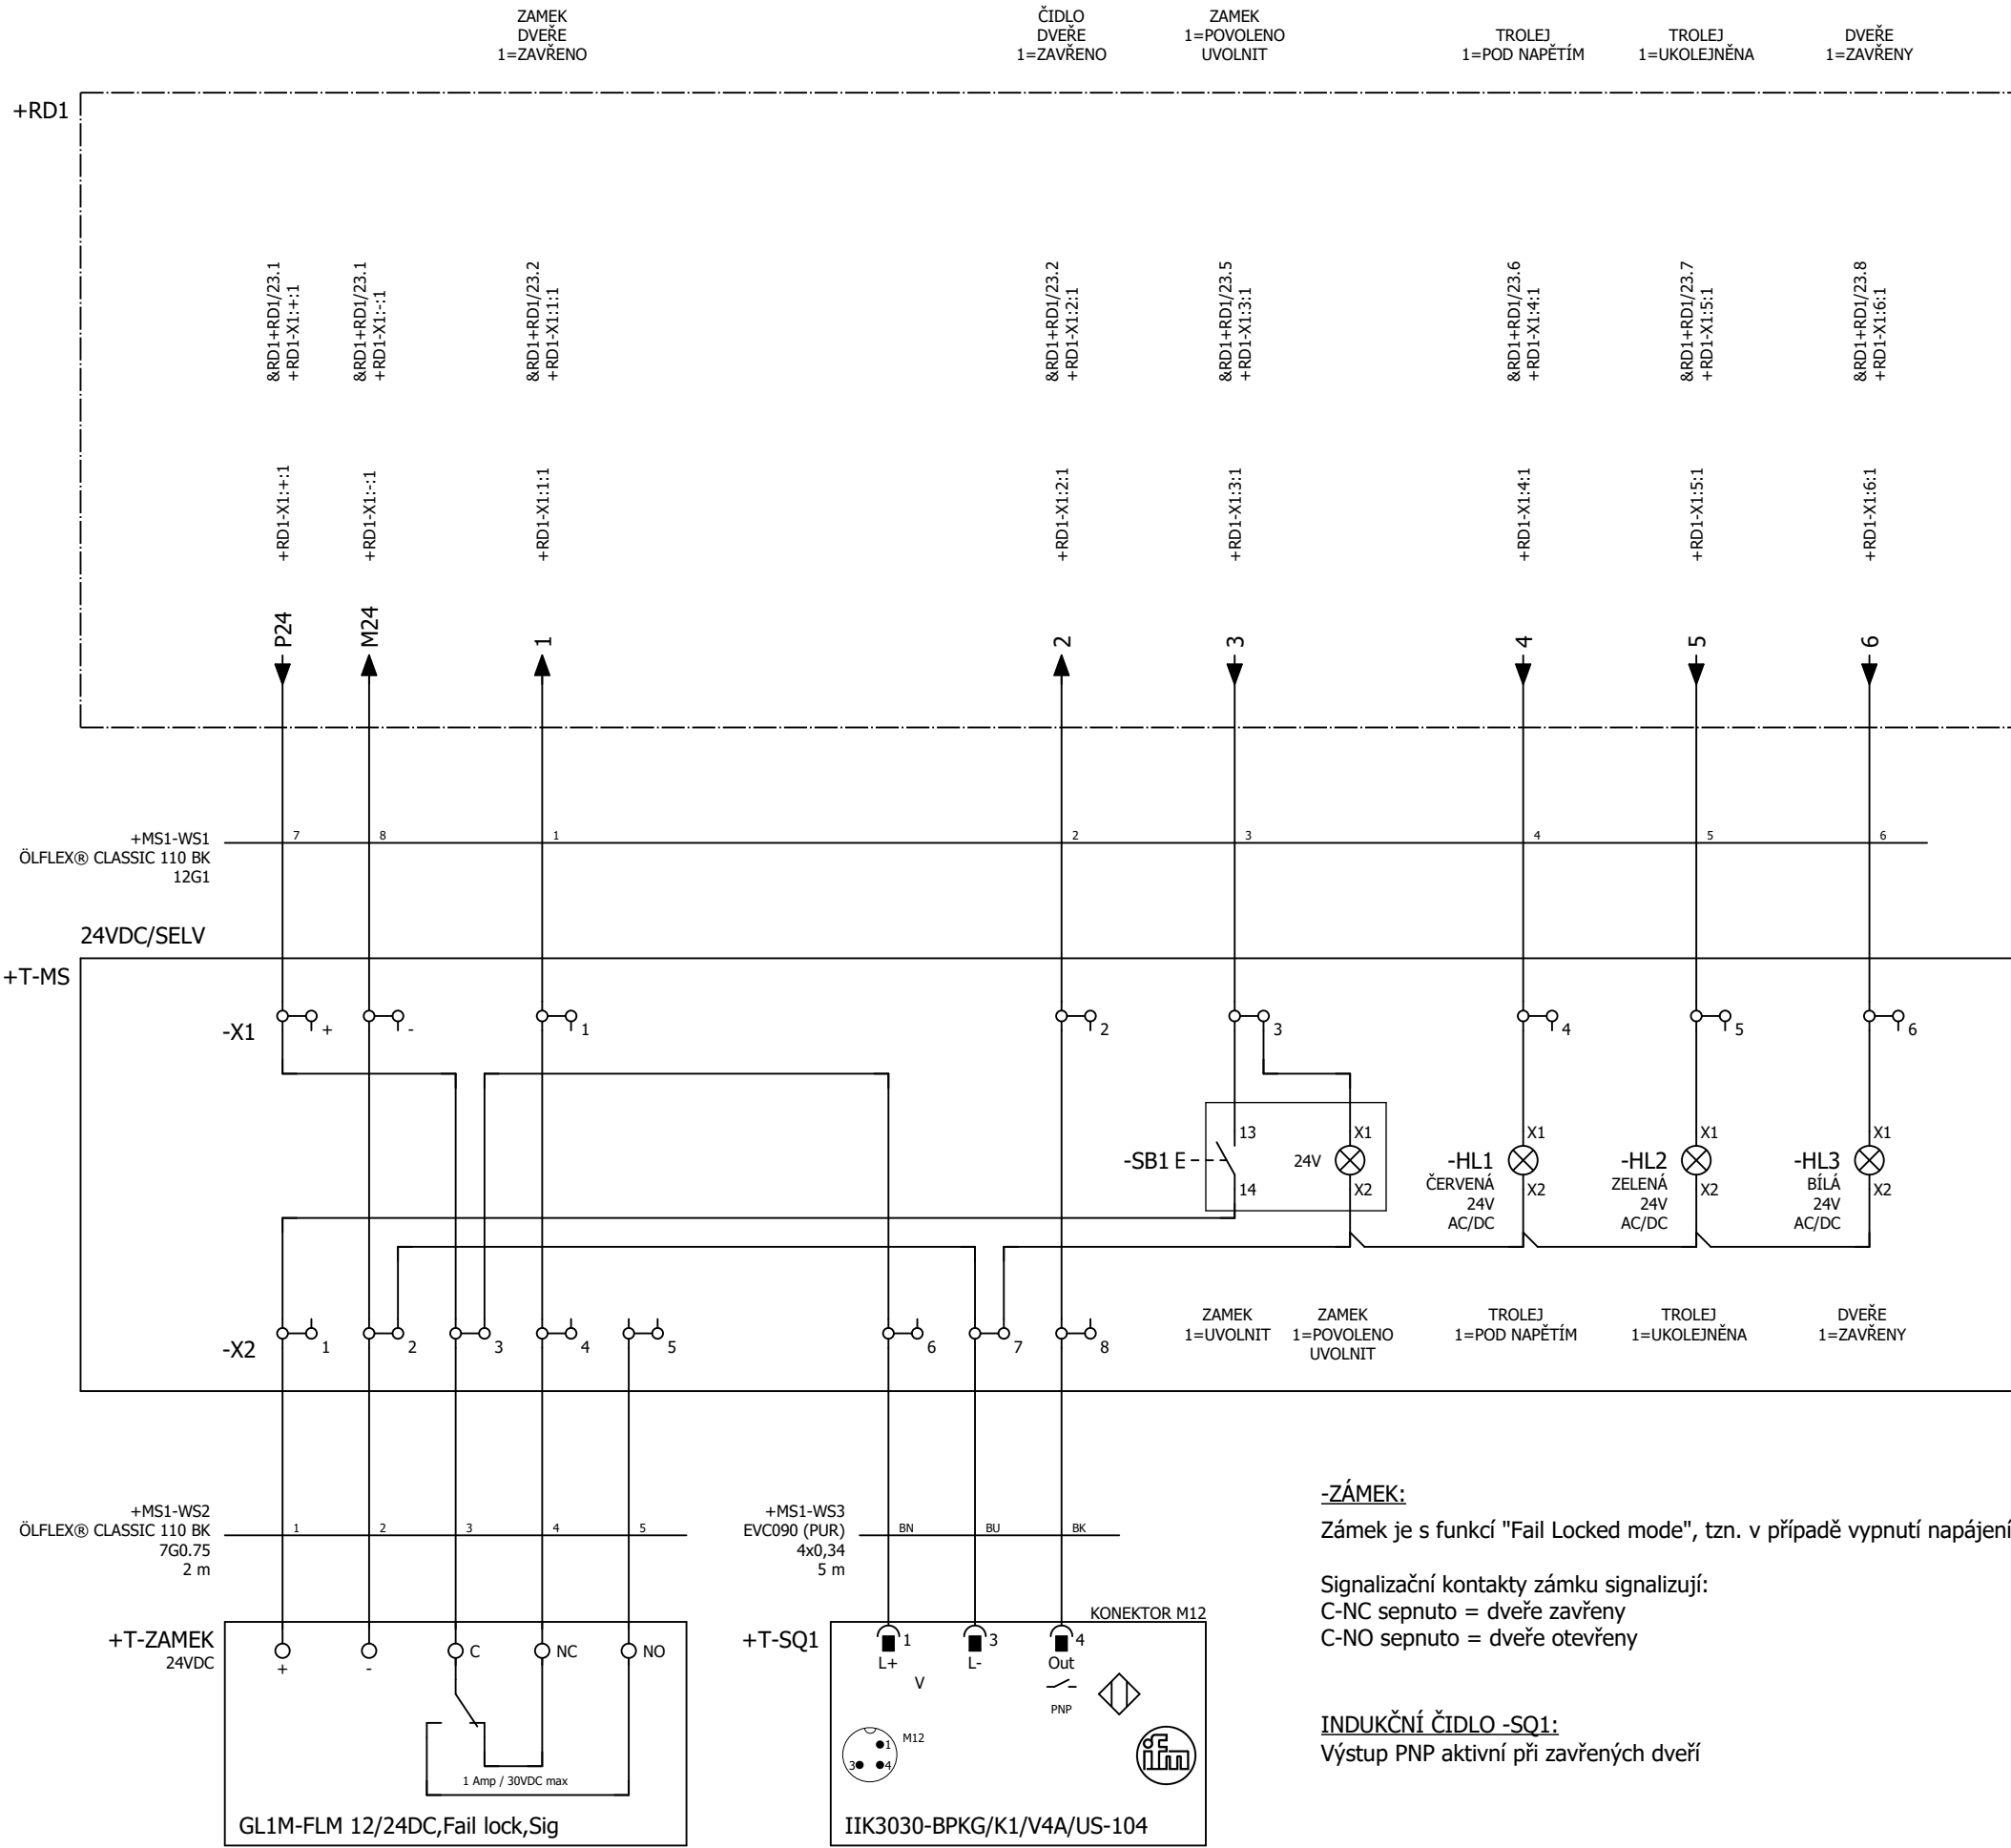 ZAMEK
DVEŘE
1=ZAVŘENO
ČIDLO
DVEŘE
1=ZAVŘENO
ZAMEK
1=POVOLENO
UVOLNIT
TROLEJ
1=POD NAPĚTÍM
TROLEJ
1=UKOLEJNĚNA
DVEŘE
1=ZAVŘENY
+RD1
&RD1+RD1/23.1
+RD1-X1:+:1
&RD1+RD1/23.1
+RD1-X1:-:1
&RD1+RD1/23.2
+RD1-X1:1:1
&RD1+RD1/23.2
+RD1-X1:2:1
&RD1+RD1/23.5
+RD1-X1:3:1
&RD1+RD1/23.6
+RD1-X1:4:1
&RD1+RD1/23.7
+RD1-X1:5:1
&RD1+RD1/23.8
+RD1-X1:6:1
+RD1-X1:+:1
+RD1-X1:-:1
+RD1-X1:1:1
+RD1-X1:2:1
+RD1-X1:3:1
+RD1-X1:4:1
+RD1-X1:5:1
+RD1-X1:6:1
P24
M24
1
2
3
4
5
6
+MS1-WS1
ÖLFLEX® CLASSIC 110 BK
12G1
7
8
1
2
3
4
5
6
24VDC/SELV
+T-MS
-X1
+
-
1
2
3
4
5
6
-SB1 E
13
14
24V
X1
X2
-HL1
ČERVENÁ
24V
AC/DC
X1
X2
-HL2
ZELENÁ
24V
AC/DC
X1
X2
-HL3
BÍLÁ
24V
AC/DC
X1
X2
ZAMEK
1=UVOLNIT
ZAMEK
1=POVOLENO
UVOLNIT
TROLEJ
1=POD NAPĚTÍM
TROLEJ
1=UKOLEJNĚNA
DVEŘE
1=ZAVŘENY
-X2
1
2
3
4
5
6
7
8
+MS1-WS2
ÖLFLEX® CLASSIC 110 BK
7G0.75
2 m
1
2
3
4
5
+MS1-WS3
EVC090 (PUR)
4x0,34
5 m
BN
BU
BK
-ZÁMEK:
Zámek je s funkcí "Fail Locked mode", tzn. v případě vypnutí napájení
Signalizační kontakty zámku signalizují:
C-NC sepnuto = dveře zavřeny
C-NO sepnuto = dveře otevřeny
INDUKČNÍ ČIDLO -SQ1:
Výstup PNP aktivní při zavřených dveří
+T-ZAMEK
24VDC
+
-
C
NC
NO
1 Amp / 30VDC max
GL1M-FLM 12/24DC,Fail lock,Sig
KONEKTOR M12
+T-SQ1
1
L+
3
L-
4
Out
V
PNP
M12
1
3
4
ifm
IIK3030-BPKG/K1/V4A/US-104